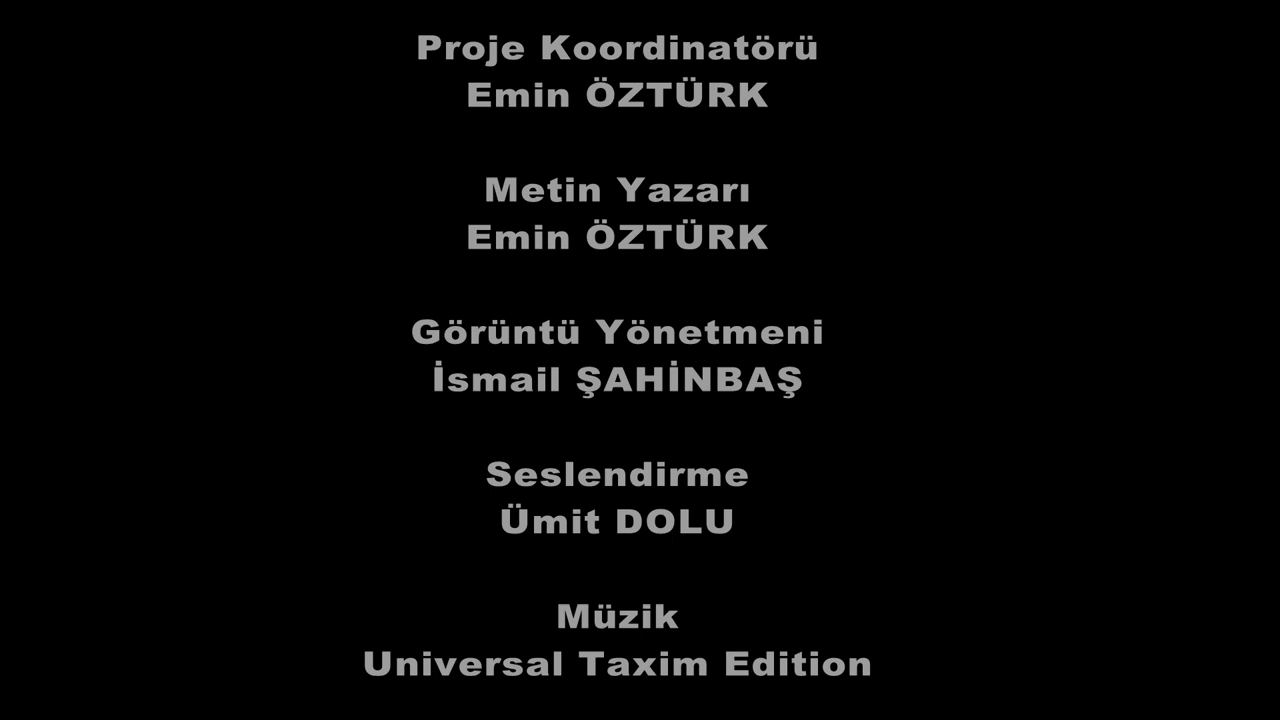 Proje Koordinatörü
Emin ÖZTÜRK
Metin Yazarı
Emin ÖZTÜRK
Görüntü Yönetmeni
İsmail ŞAHİNBAŞ
Seslendirme
Ümit DOLU
Müzik
Universal Taxim Edition